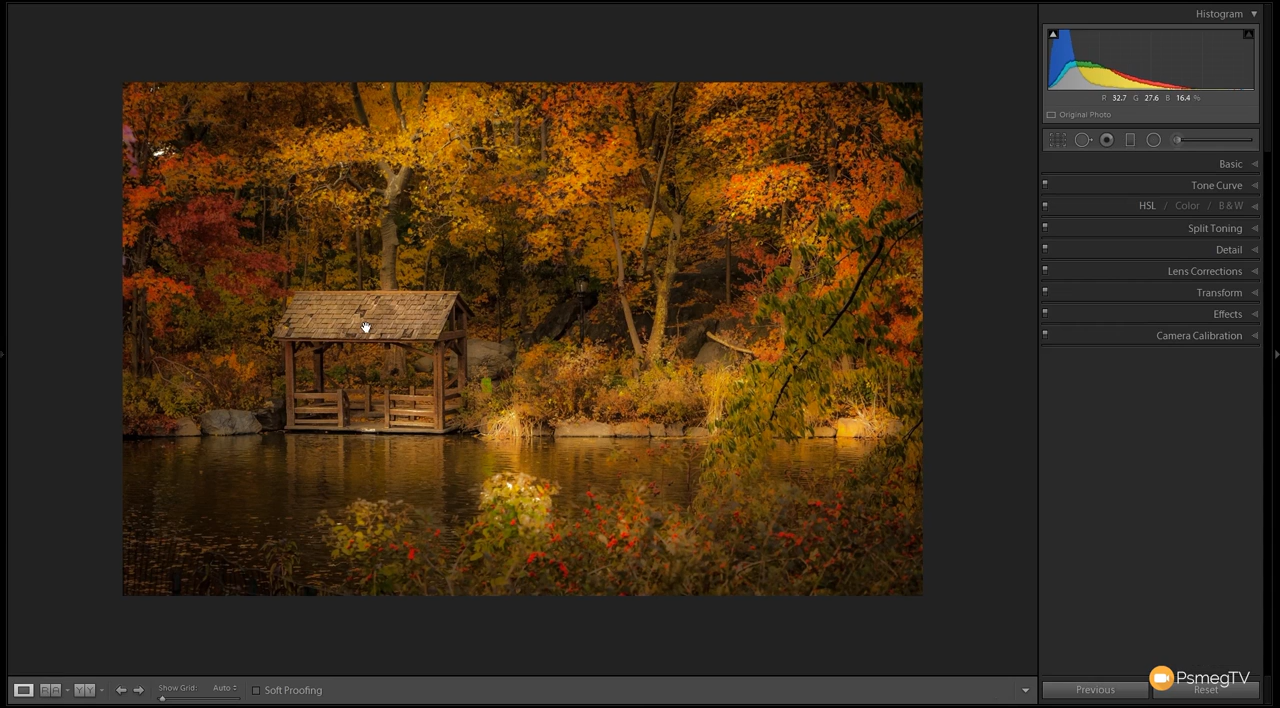 Histogram
R 32.7 G 27.6 B 16.4 %
Original Photo
Basic
Tone Curve
HSL / Color / B & W
Split Toning
Detail
Lens Corrections
Transform
Effects
Camera Calibration
Show Grid: Auto
Soft Proofing
Previous
Reset
PsmegTV